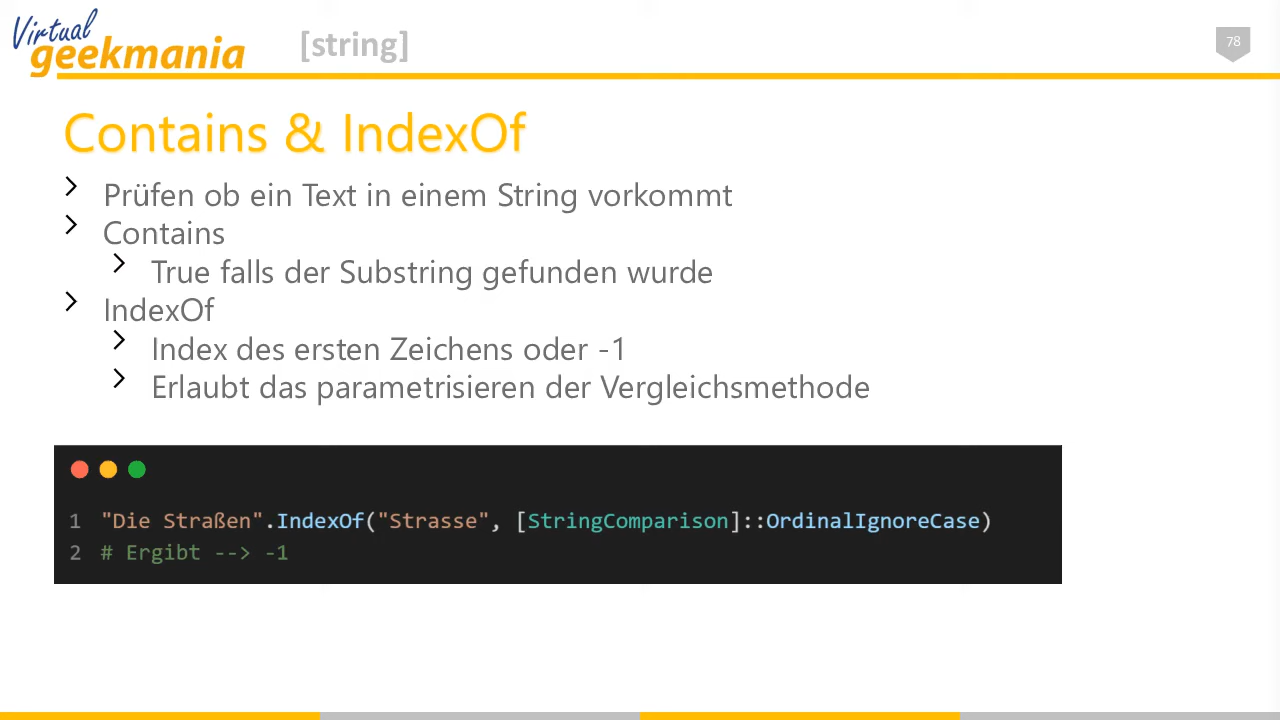 Virtual
geekmania
[string]
78
Contains & IndexOf
Prüfen ob ein Text in einem String vorkommt
Contains
True falls der Substring gefunden wurde
IndexOf
Index des ersten Zeichens oder -1
Erlaubt das parametrisieren der Vergleichsmethode
1 "Die Straßen".IndexOf("Strasse", [StringComparison]::OrdinalIgnoreCase)
2 # Ergibt --> -1